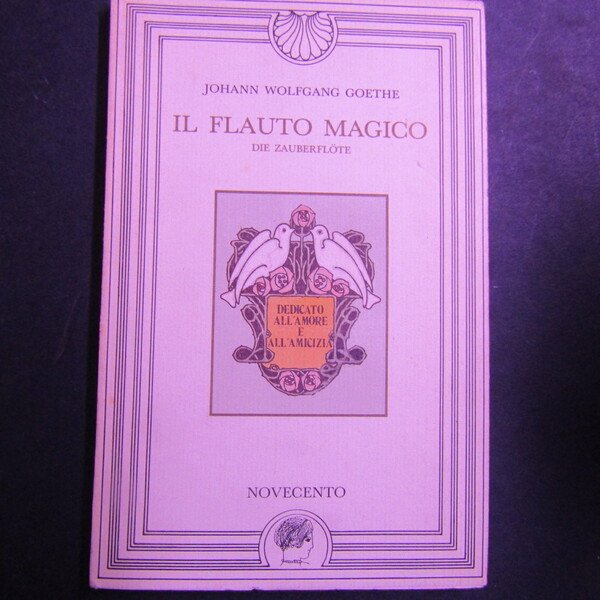 JOHANN WOLFGANG GOETHE
IL FLAUTO MAGICO
DIE ZAUBERFLÖTE
DEDICATO
ALL'AMORE
E
ALL'AMICIZIA
NOVECENTO